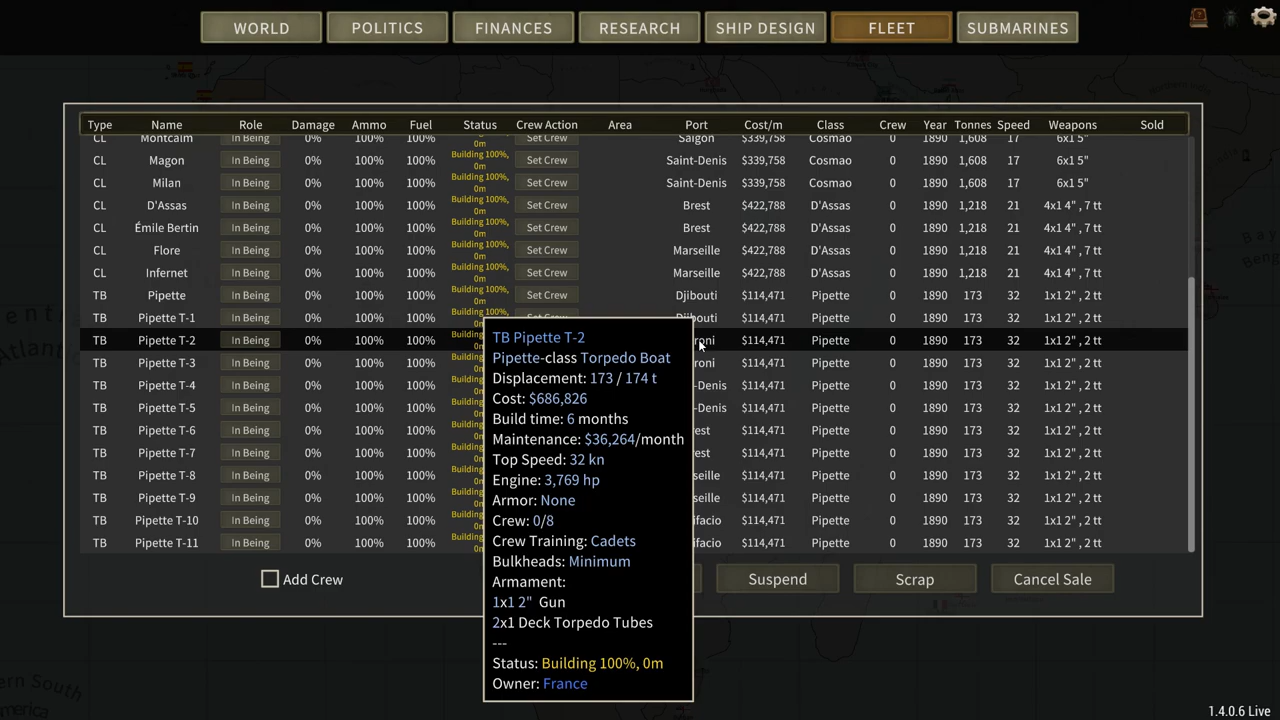 WORLD POLITICS FINANCES RESEARCH SHIP DESIGN FLEET SUBMARINES
Type Name Role Damage Ammo Fuel Status Crew Action Area Port Cost/m Class Crew Year Tonnes Speed Weapons Sold
CL Montcalm In Being 0% 100% 100% 0m Set Crew Saigon $339,758 Cosmao 0 1890 1,608 17 6x1 5"
CL Magon In Being 0% 100% 100% Building 100%, 0m Set Crew Saint-Denis $339,758 Cosmao 0 1890 1,608 17 6x1 5"
CL Milan In Being 0% 100% 100% Building 100%, 0m Set Crew Saint-Denis $339,758 Cosmao 0 1890 1,608 17 6x1 5"
CL D'Assas In Being 0% 100% 100% Building 100%, 0m Set Crew Brest $422,788 D'Assas 0 1890 1,218 21 4x1 4" , 7 tt
CL Émile Bertin In Being 0% 100% 100% Building 100%, 0m Set Crew Brest $422,788 D'Assas 0 1890 1,218 21 4x1 4" , 7 tt
CL Flore In Being 0% 100% 100% Building 100%, 0m Set Crew Marseille $422,788 D'Assas 0 1890 1,218 21 4x1 4" , 7 tt
CL Infernet In Being 0% 100% 100% Building 100%, 0m Set Crew Marseille $422,788 D'Assas 0 1890 1,218 21 4x1 4" , 7 tt
TB Pipette In Being 0% 100% 100% Building 100%, 0m Set Crew Djibouti $114,471 Pipette 0 1890 173 32 1x1 2" , 2 tt
TB Pipette T-1 In Being 0% 100% 100% Building 100%, Set Crew $114,471 Pipette 0 1890 173 32 1x1 2" , 2 tt
TB Pipette T-2 In Being 0% 100% 100% $114,471 Pipette 0 1890 173 32 1x1 2" , 2 tt
TB Pipette T-3 In Being 0% 100% 100% $114,471 Pipette 0 1890 173 32 1x1 2" , 2 tt
TB Pipette T-4 In Being 0% 100% 100% $114,471 Pipette 0 1890 173 32 1x1 2" , 2 tt
TB Pipette T-5 In Being 0% 100% 100% $114,471 Pipette 0 1890 173 32 1x1 2" , 2 tt
TB Pipette T-6 In Being 0% 100% 100% $114,471 Pipette 0 1890 173 32 1x1 2" , 2 tt
TB Pipette T-7 In Being 0% 100% 100% $114,471 Pipette 0 1890 173 32 1x1 2" , 2 tt
TB Pipette T-8 In Being 0% 100% 100% $114,471 Pipette 0 1890 173 32 1x1 2" , 2 tt
TB Pipette T-9 In Being 0% 100% 100% $114,471 Pipette 0 1890 173 32 1x1 2" , 2 tt
TB Pipette T-10 In Being 0% 100% 100% $114,471 Pipette 0 1890 173 32 1x1 2" , 2 tt
TB Pipette T-11 In Being 0% 100% 100% $114,471 Pipette 0 1890 173 32 1x1 2" , 2 tt
TB Pipette T-2
Pipette-class Torpedo Boat
Displacement: 173 / 174 t
Cost: $686,826
Build time: 6 months
Maintenance: $36,264/month
Top Speed: 32 kn
Engine: 3,769 hp
Armor: None
Crew: 0/8
Crew Training: Cadets
Bulkheads: Minimum
Armament:
1x1 2" Gun
2x1 Deck Torpedo Tubes
---
Status: Building 100%, 0m
Owner: France
Add Crew Suspend Scrap Cancel Sale
1.4.0.6 Live